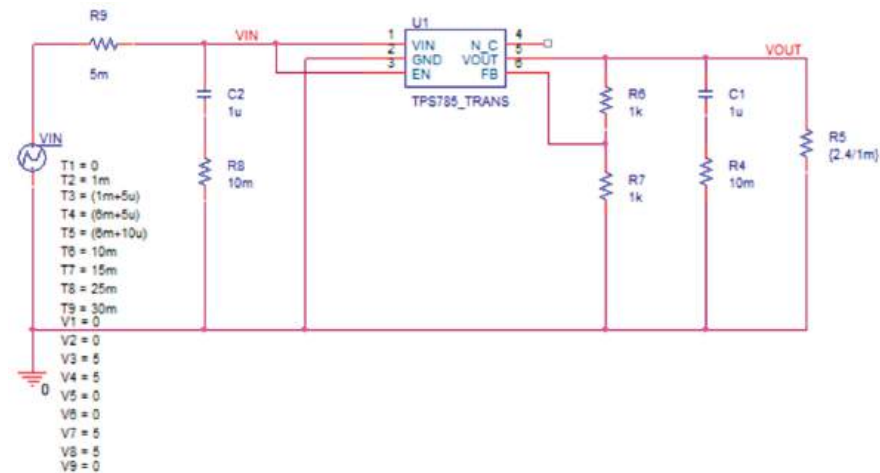 R9
5m
VIN
C2
1u
R8
10m
U1
1
2
3
VIN
GND
EN
N_C
VOUT
FB
4
5
6
TPS785_TRANS
R6
1k
R7
1k
C1
1u
R4
10m
VOUT
R5
{2.4/1m}
VIN
T1 = 0
T2 = 1m
T3 = (1m+5u)
T4 = (6m+5u)
T5 = (6m+10u)
T6 = 10m
T7 = 15m
T8 = 25m
T9 = 30m
V1 = 0
V2 = 0
V3 = 5
V4 = 5
V5 = 0
V6 = 0
V7 = 5
V8 = 5
V9 = 0
0